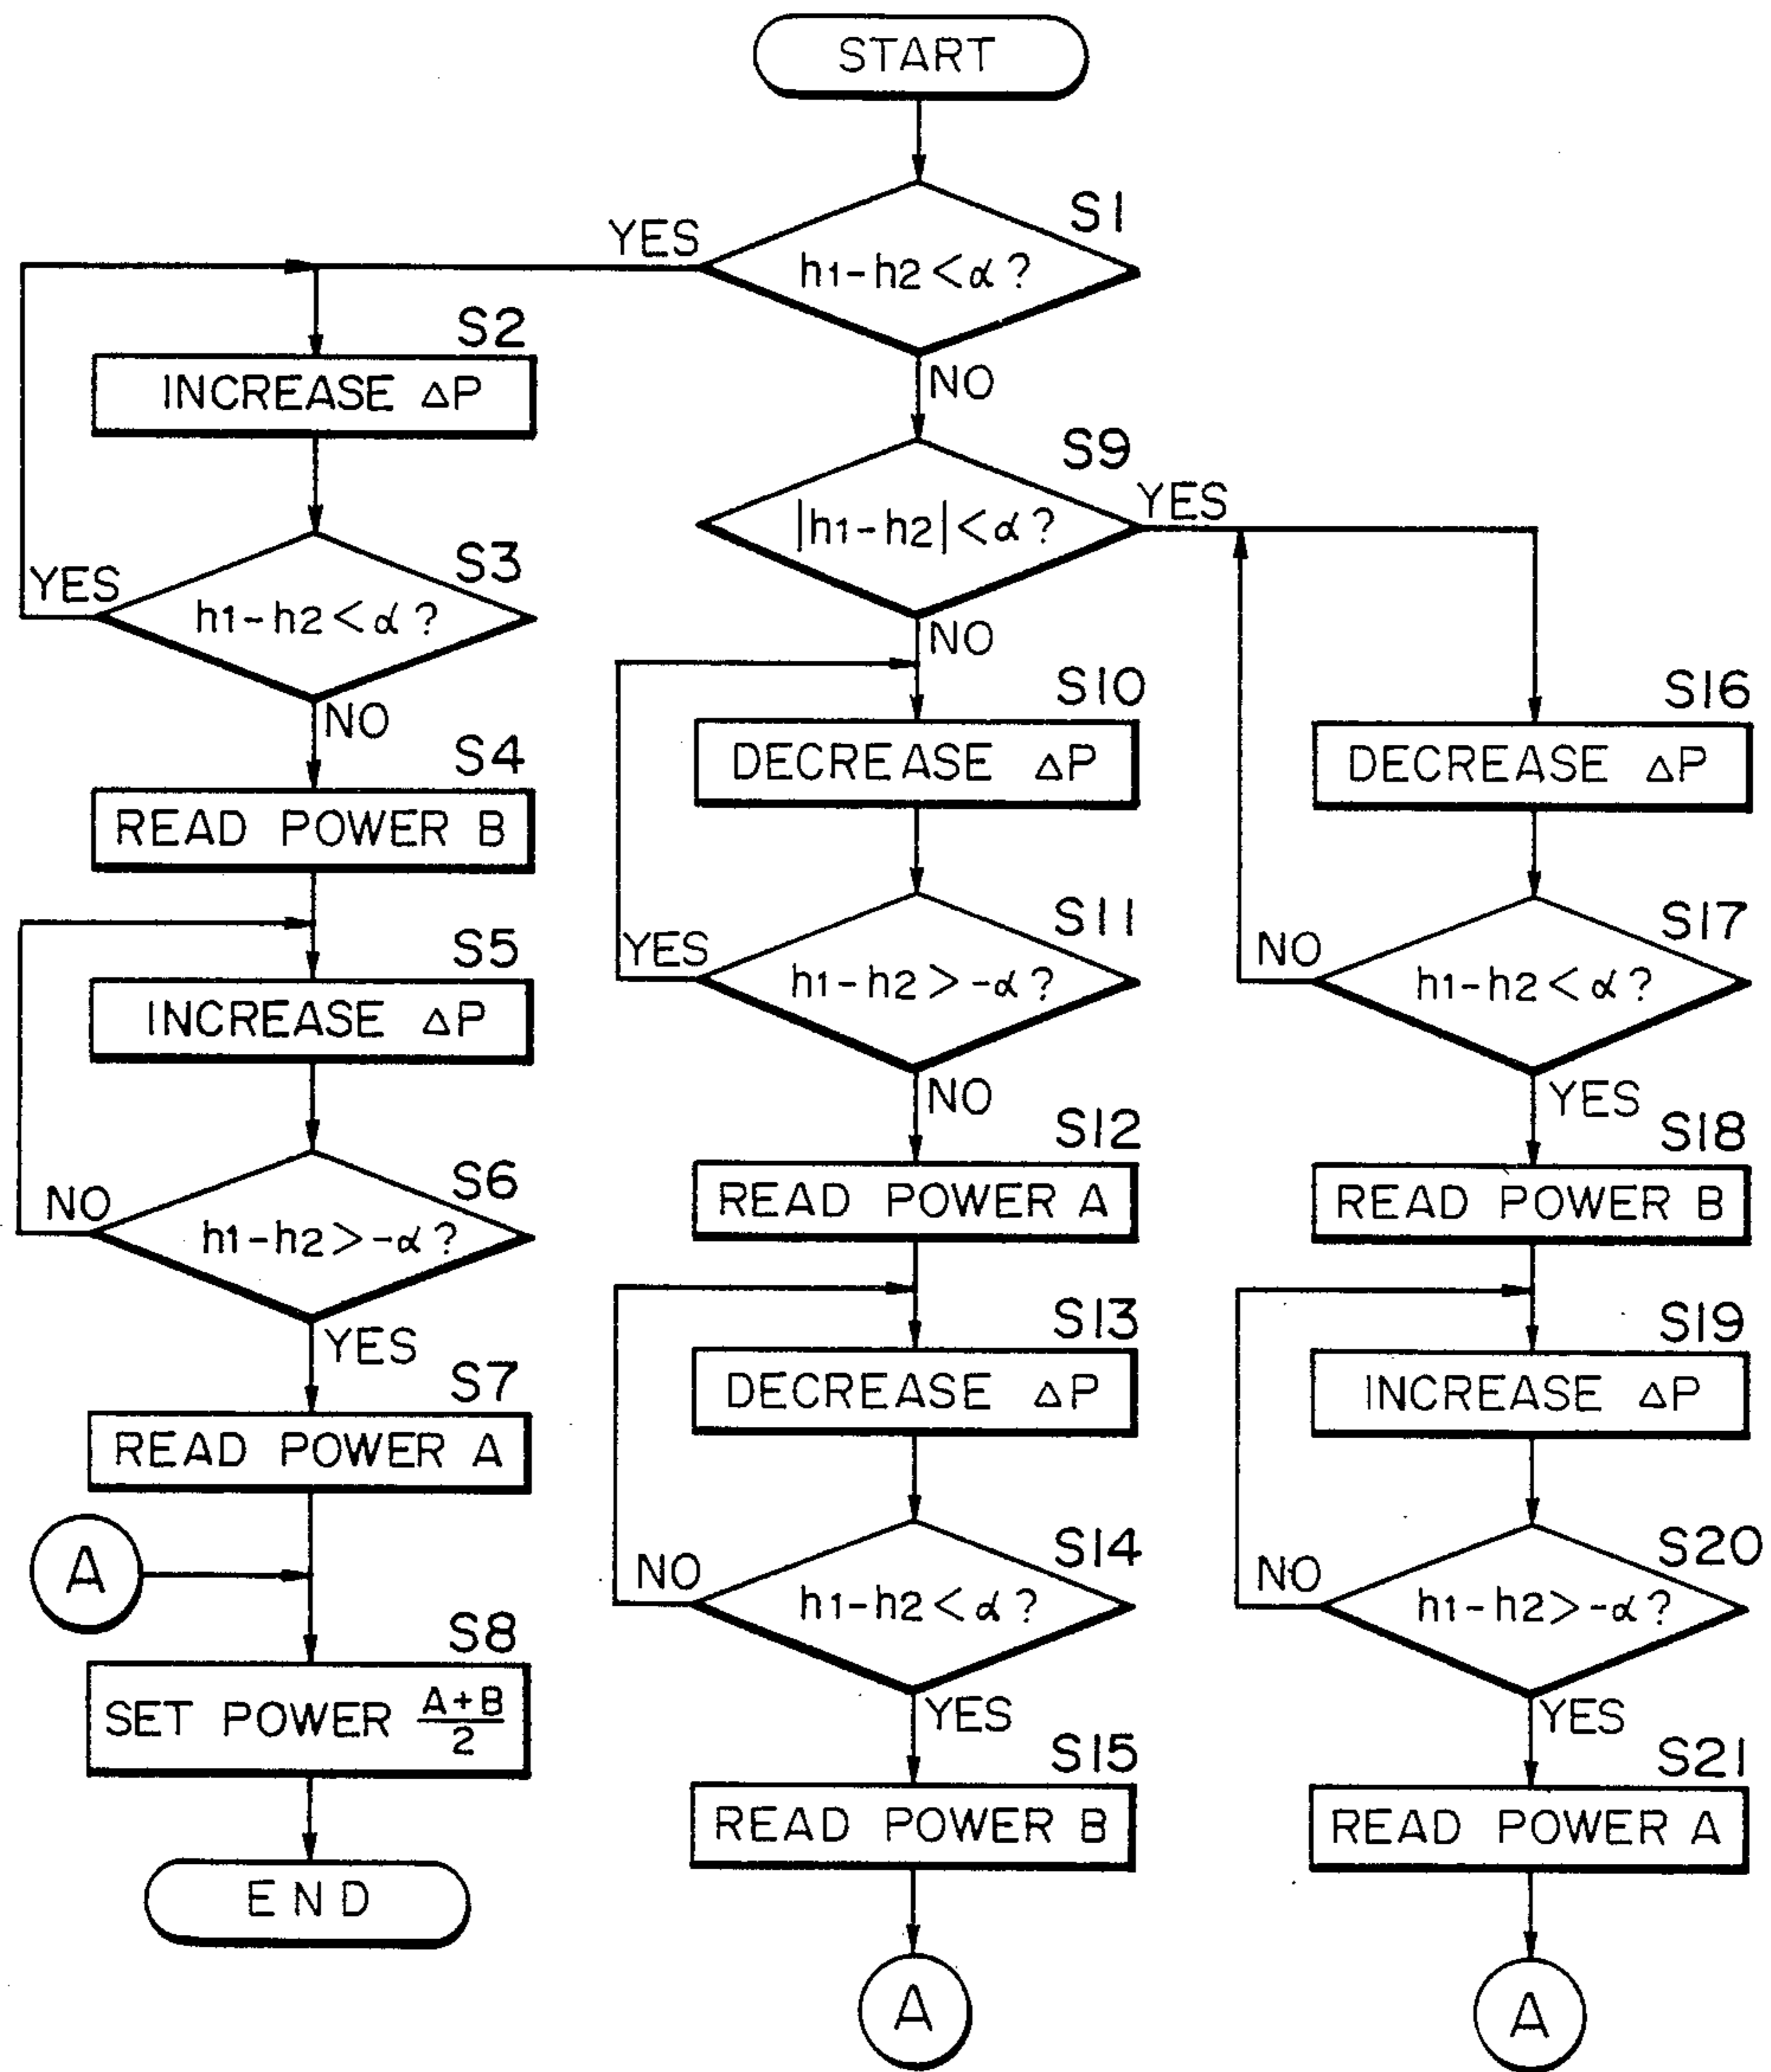 START
S1
h1-h2<α?
YES
NO
S2
INCREASE ΔP
S3
h1-h2<α?
YES
NO
S4
READ POWER B
S5
INCREASE ΔP
S6
h1-h2>-α?
NO
YES
S7
READ POWER A
A
S8
SET POWER A+B/2
END
S9
|h1-h2|<α?
YES
NO
S10
DECREASE ΔP
S11
h1-h2>-α?
YES
NO
S12
READ POWER A
S13
DECREASE ΔP
S14
h1-h2<α?
NO
YES
S15
READ POWER B
A
S16
DECREASE ΔP
S17
h1-h2<α?
NO
YES
S18
READ POWER B
S19
INCREASE ΔP
S20
h1-h2>-α?
NO
YES
S21
READ POWER A
A